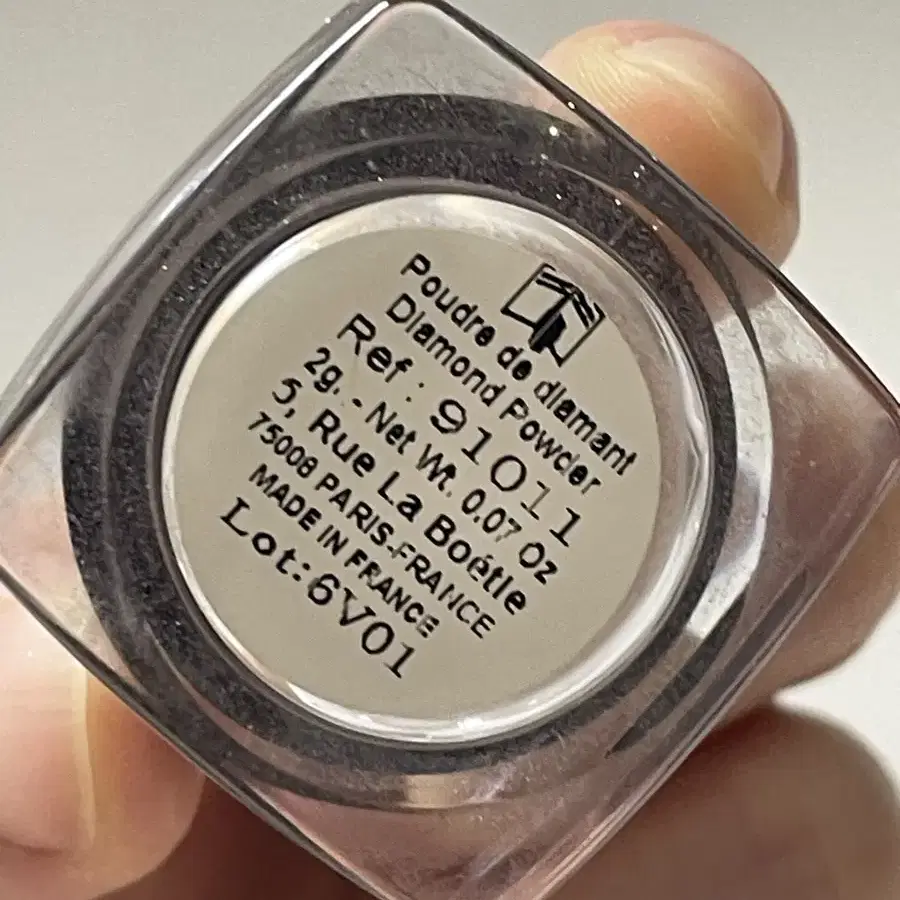 Poudre de diamant
Diamond Powder
Ref : 91011
2g. - Net Wt. 0.07 Oz
5, Rue La Boétie
75008 PARIS-FRANCE
MADE IN FRANCE
Lot:6V01